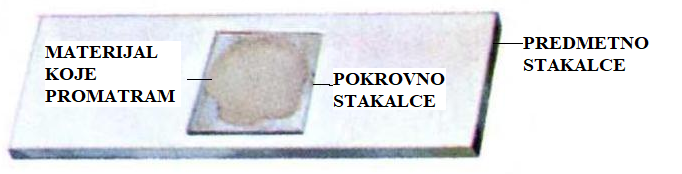 MATERIJAL
KOJE
PROMATRAM
POKROVNO
STAKALCE
PREDMETNO
STAKALCE